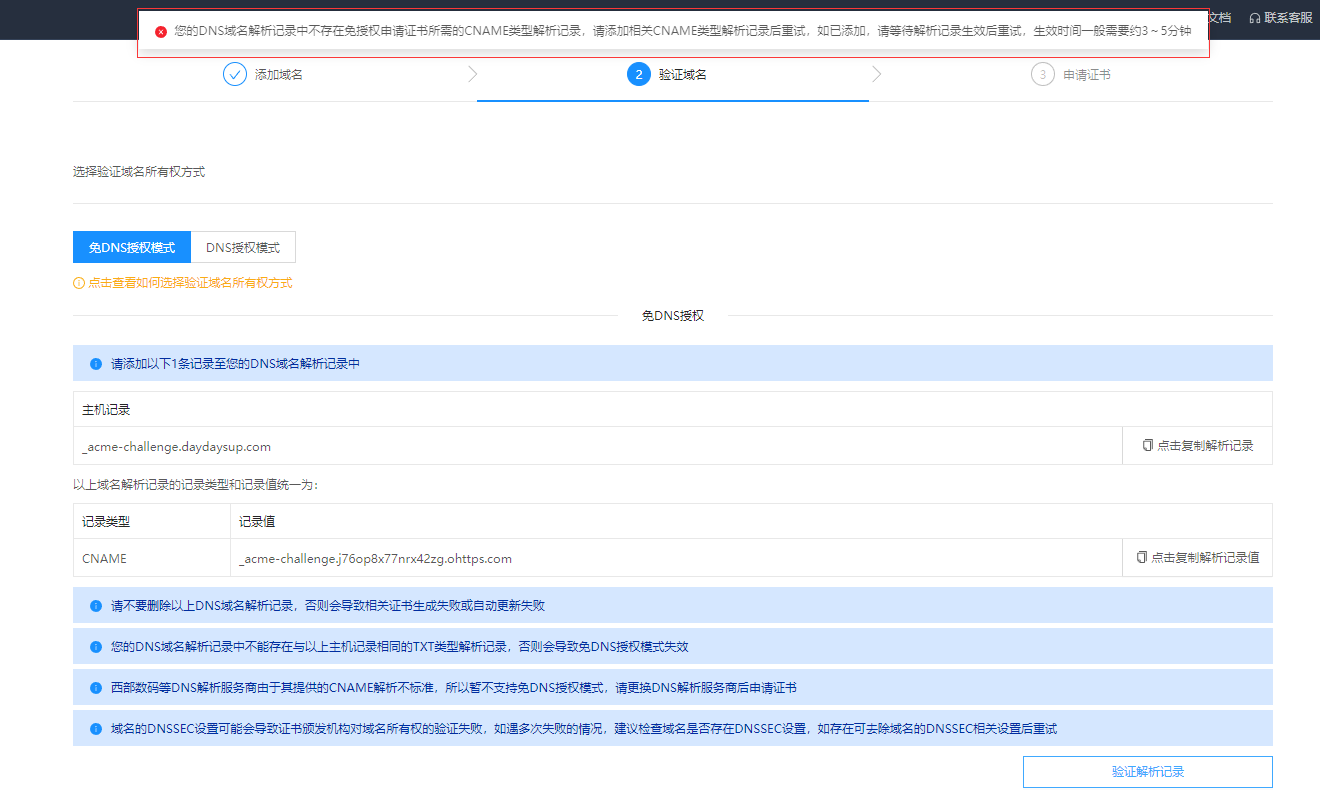 文档 联系客服
您的DNS域名解析记录中不存在免授权申请证书所需的CNAME类型解析记录，请添加相关CNAME类型解析记录后重试，如已添加，请等待解析记录生效后重试，生效时间一般需要约3～5分钟
添加域名
2 验证域名
3 申请证书
选择验证域名所有权方式
免DNS授权模式 DNS授权模式
点击查看如何选择验证域名所有权方式
免DNS授权
请添加以下1条记录至您的DNS域名解析记录中
主机记录
_acme-challenge.daydaysup.com 点击复制解析记录
以上域名解析记录的记录类型和记录值统一为：
记录类型 记录值
CNAME _acme-challenge.j76op8x77nrx42zg.ohttps.com 点击复制解析记录值
请不要删除以上DNS域名解析记录，否则会导致相关证书生成失败或自动更新失败
您的DNS域名解析记录中不能存在与以上主机记录相同的TXT类型解析记录，否则会导致免DNS授权模式失效
西部数码等DNS解析服务商由于其提供的CNAME解析不标准，所以暂不支持免DNS授权模式，请更换DNS解析服务商后申请证书
域名的DNSSEC设置可能会导致证书颁发机构对域名所有权的验证失败，如遇多次失败的情况，建议检查域名是否存在DNSSEC设置，如存在可去除域名的DNSSEC相关设置后重试
验证解析记录